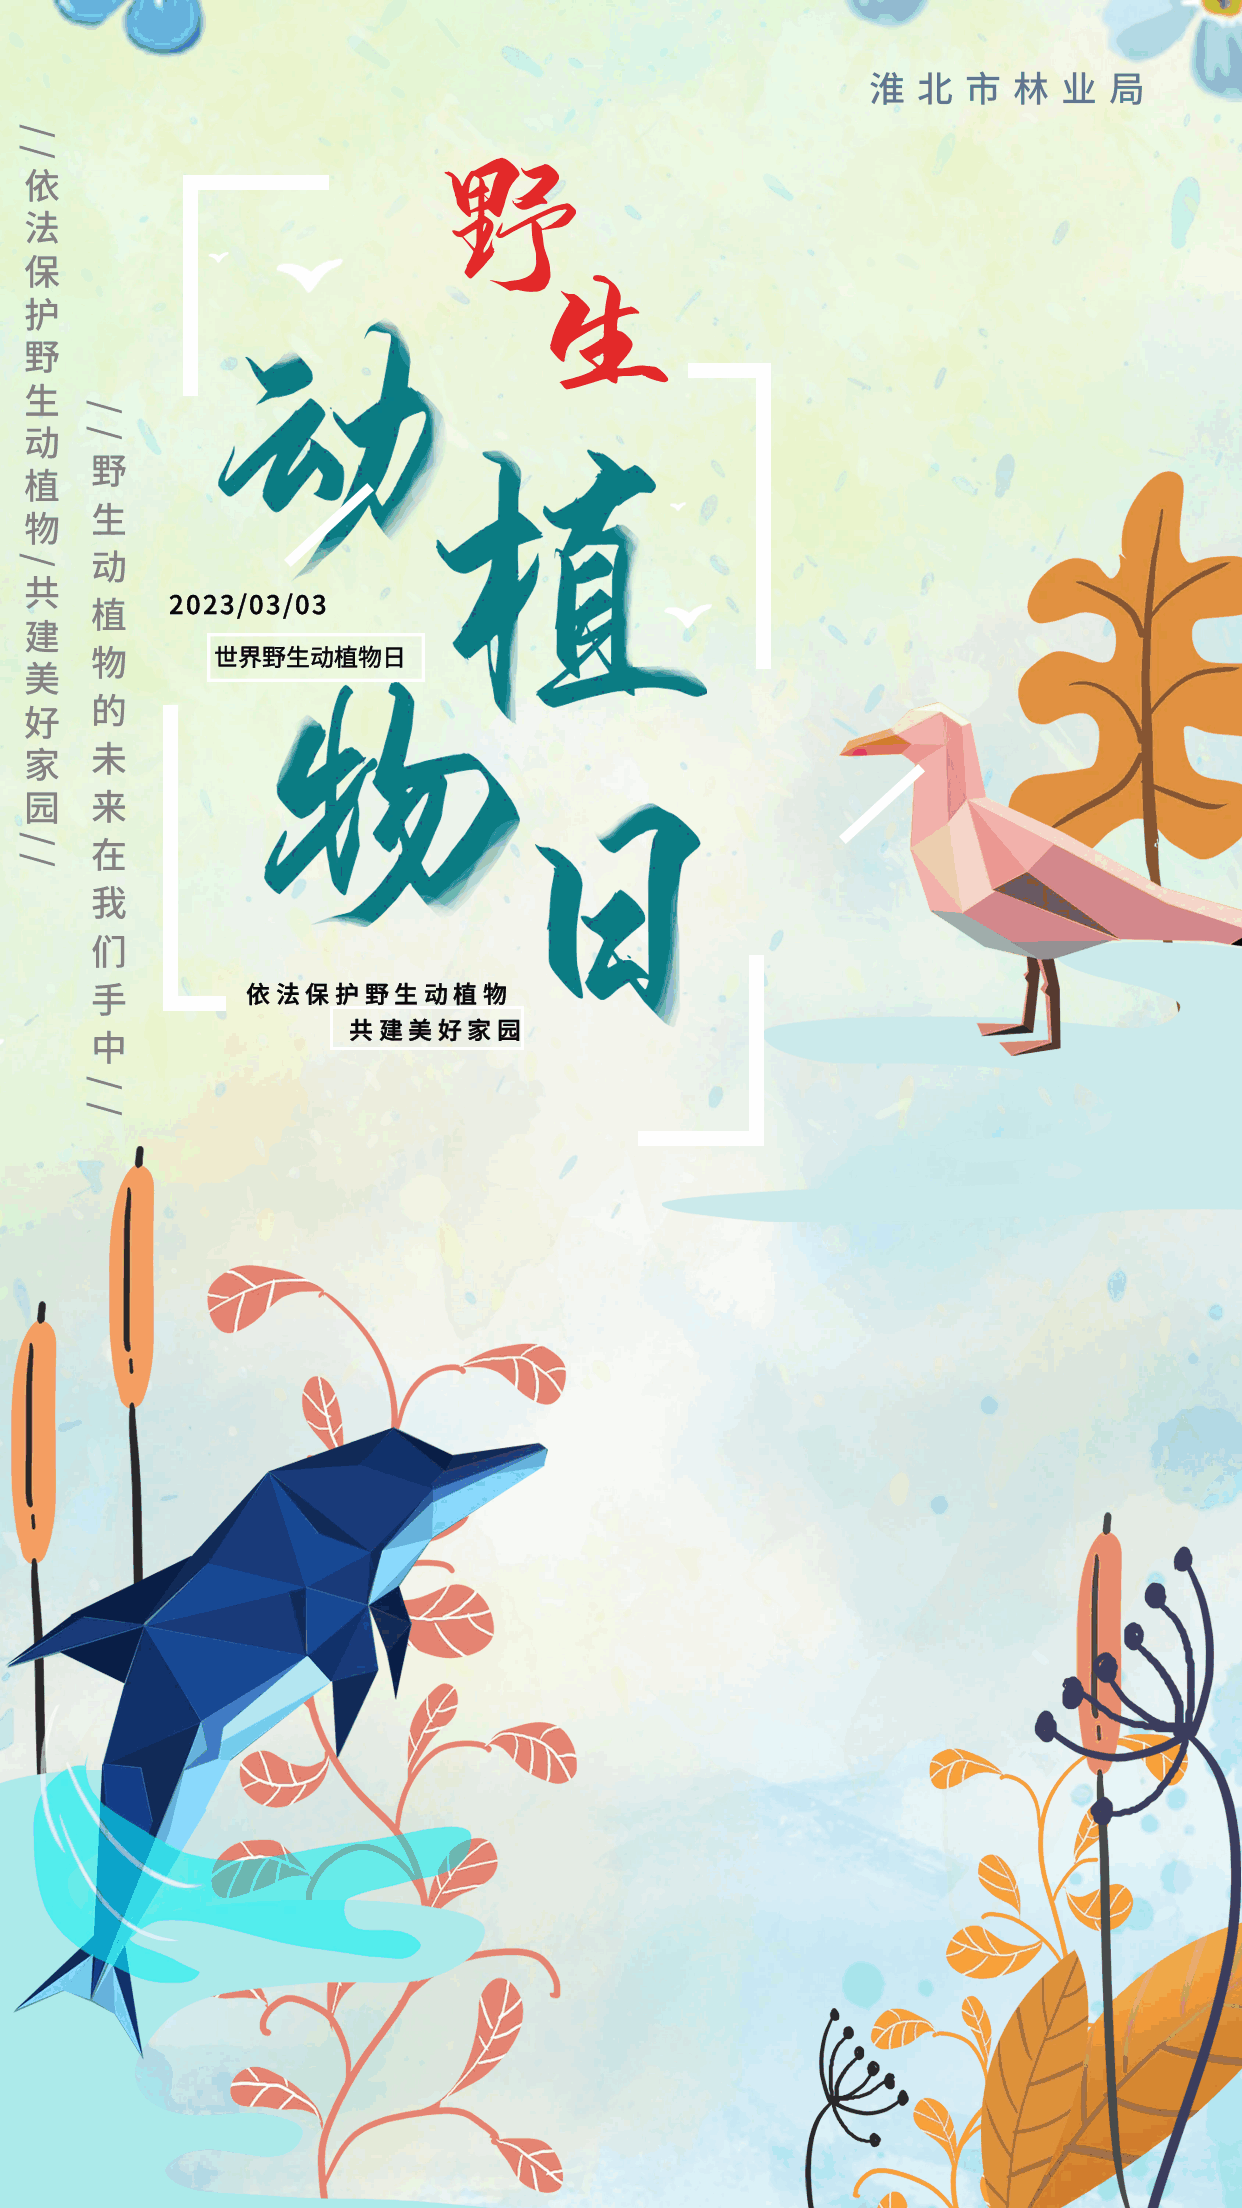 淮北市林业局
//依法保护野生动植物/共建美好家园//
//野生动植物的未来在我们手中//
野生
动植物日
2023/03/03
世界野生动植物日
依法保护野生动植物
共建美好家园